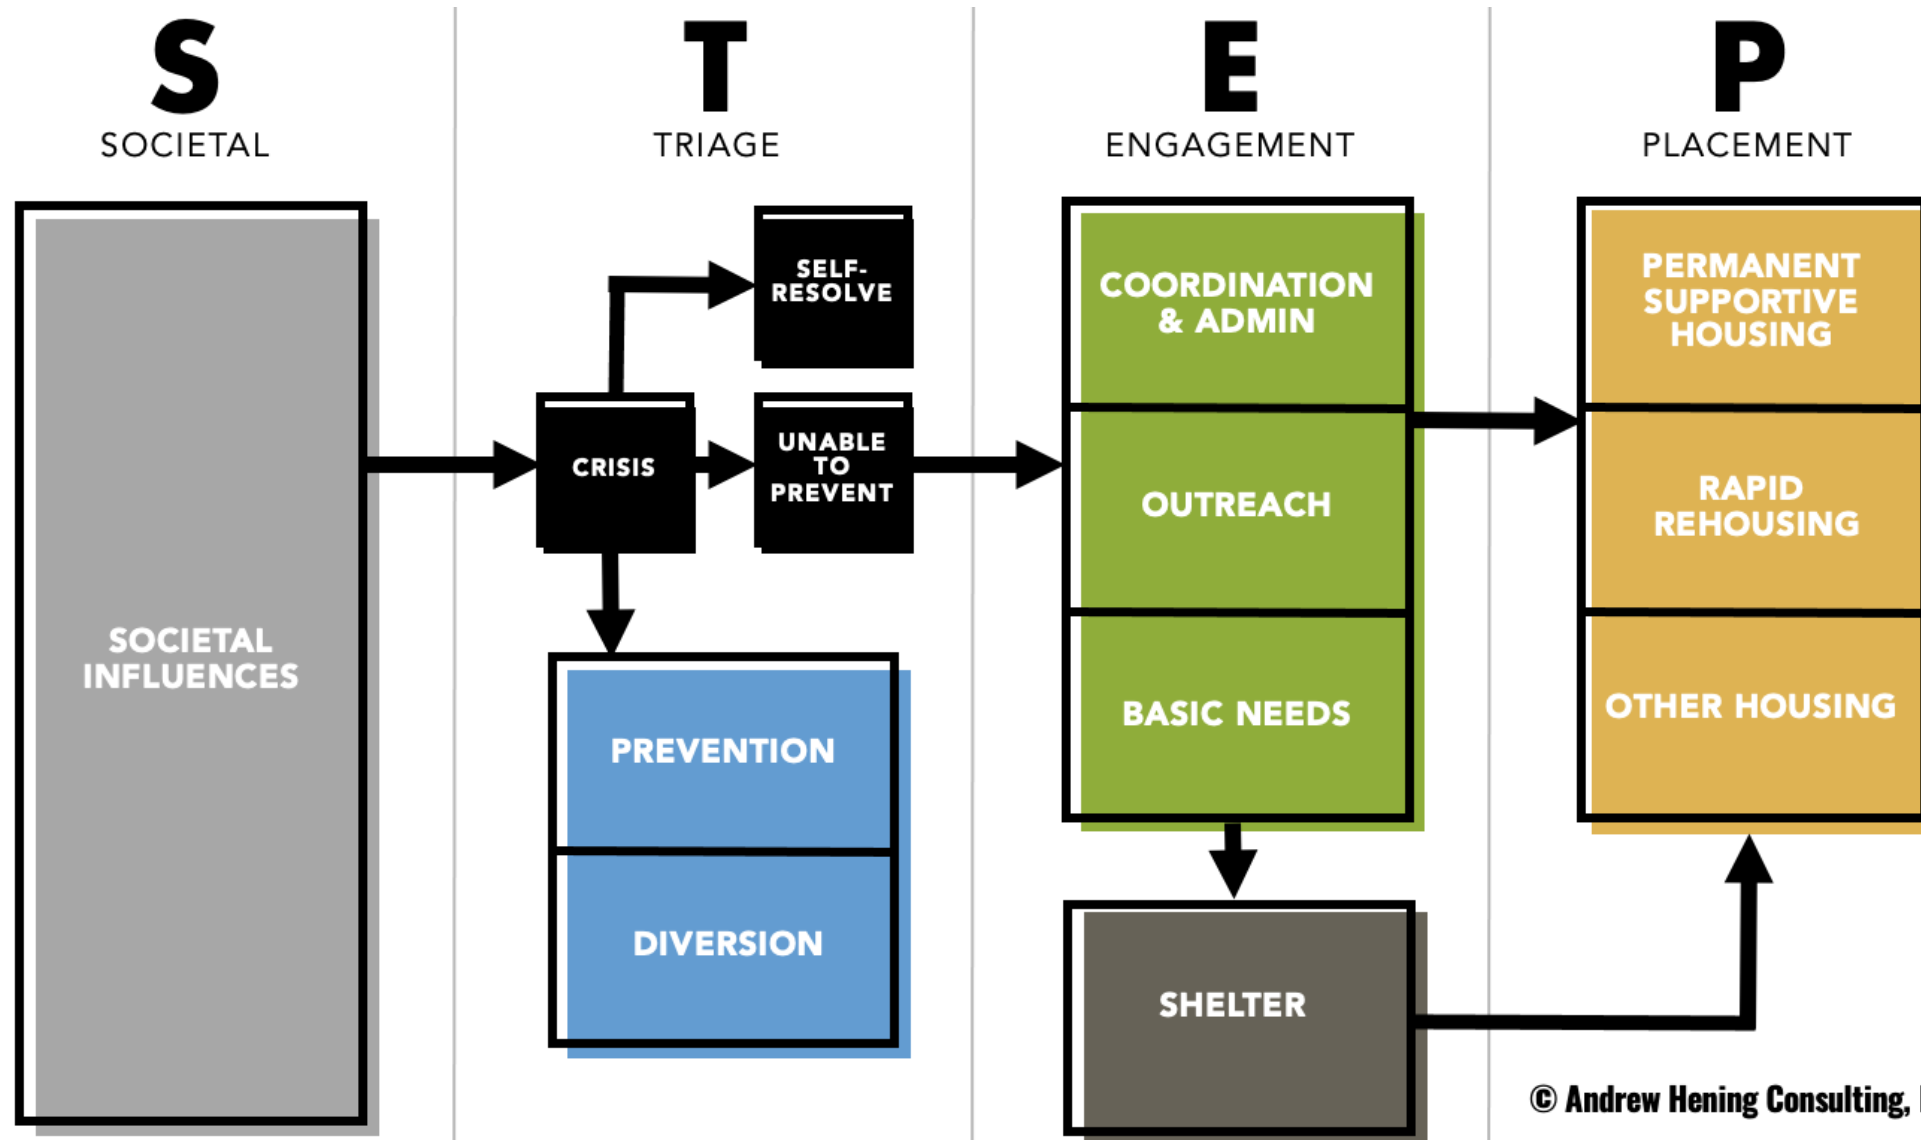 S
SOCIETAL
T
TRIAGE
E
ENGAGEMENT
P
PLACEMENT
SOCIETAL
INFLUENCES
SELF-
RESOLVE
CRISIS
UNABLE
TO
PREVENT
PREVENTION
DIVERSION
COORDINATION
& ADMIN
OUTREACH
BASIC NEEDS
SHELTER
PERMANENT
SUPPORTIVE
HOUSING
RAPID
REHOUSING
OTHER HOUSING
© Andrew Hening Consulting,